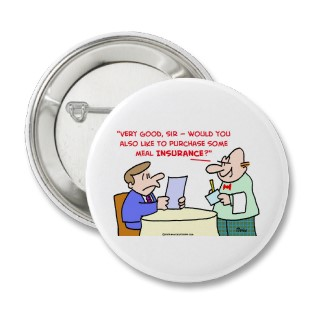 "VERY GOOD, SIR – WOULD YOU
ALSO LIKE TO PURCHASE SOME
MEAL INSURANCE?"